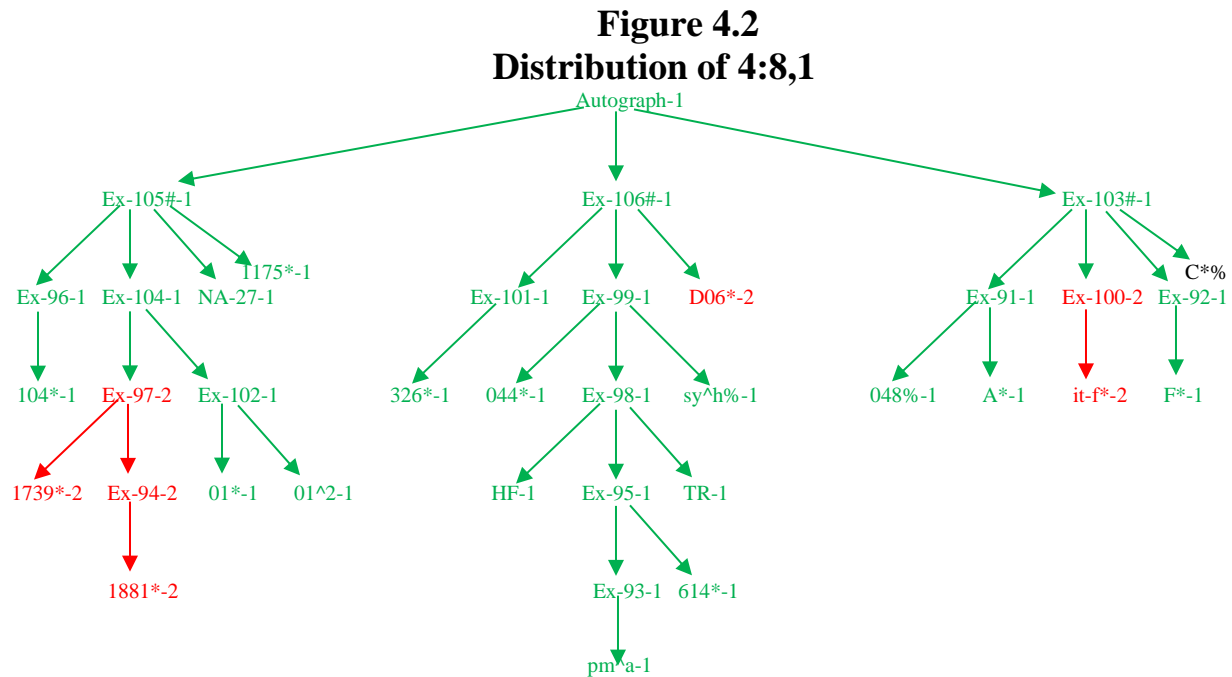 Figure 4.2
Distribution of 4:8,1
Autograph-1
Ex-105#-1 Ex-106#-1 Ex-103#-1
1175*-1 C*%
Ex-96-1 Ex-104-1 NA-27-1 Ex-101-1 Ex-99-1 D06*-2 Ex-91-1 Ex-100-2 Ex-92-1
104*-1 Ex-97-2 Ex-102-1 326*-1 044*-1 Ex-98-1 sy^h%-1 048%-1 A*-1 it-f*-2 F*-1
1739*-2 Ex-94-2 01*-1 01^2-1 HF-1 Ex-95-1 TR-1
1881*-2 Ex-93-1 614*-1
pm^a-1